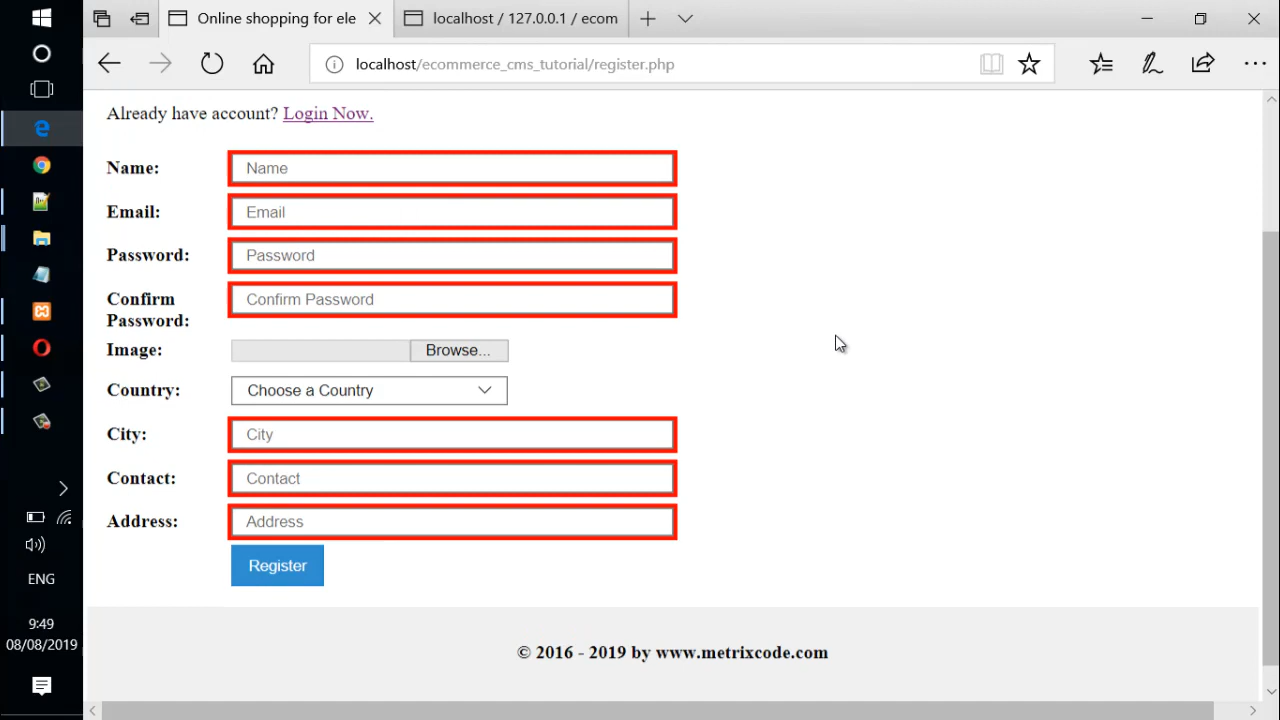 Online shopping for ele
localhost / 127.0.0.1 / ecom
localhost/ecommerce_cms_tutorial/register.php
Already have account? Login Now.
Name: Name
Email: Email
Password: Password
Confirm Password: Confirm Password
Image: Browse...
Country: Choose a Country
City: City
Contact: Contact
Address: Address
Register
© 2016 - 2019 by www.metrixcode.com
ENG
9:49
08/08/2019